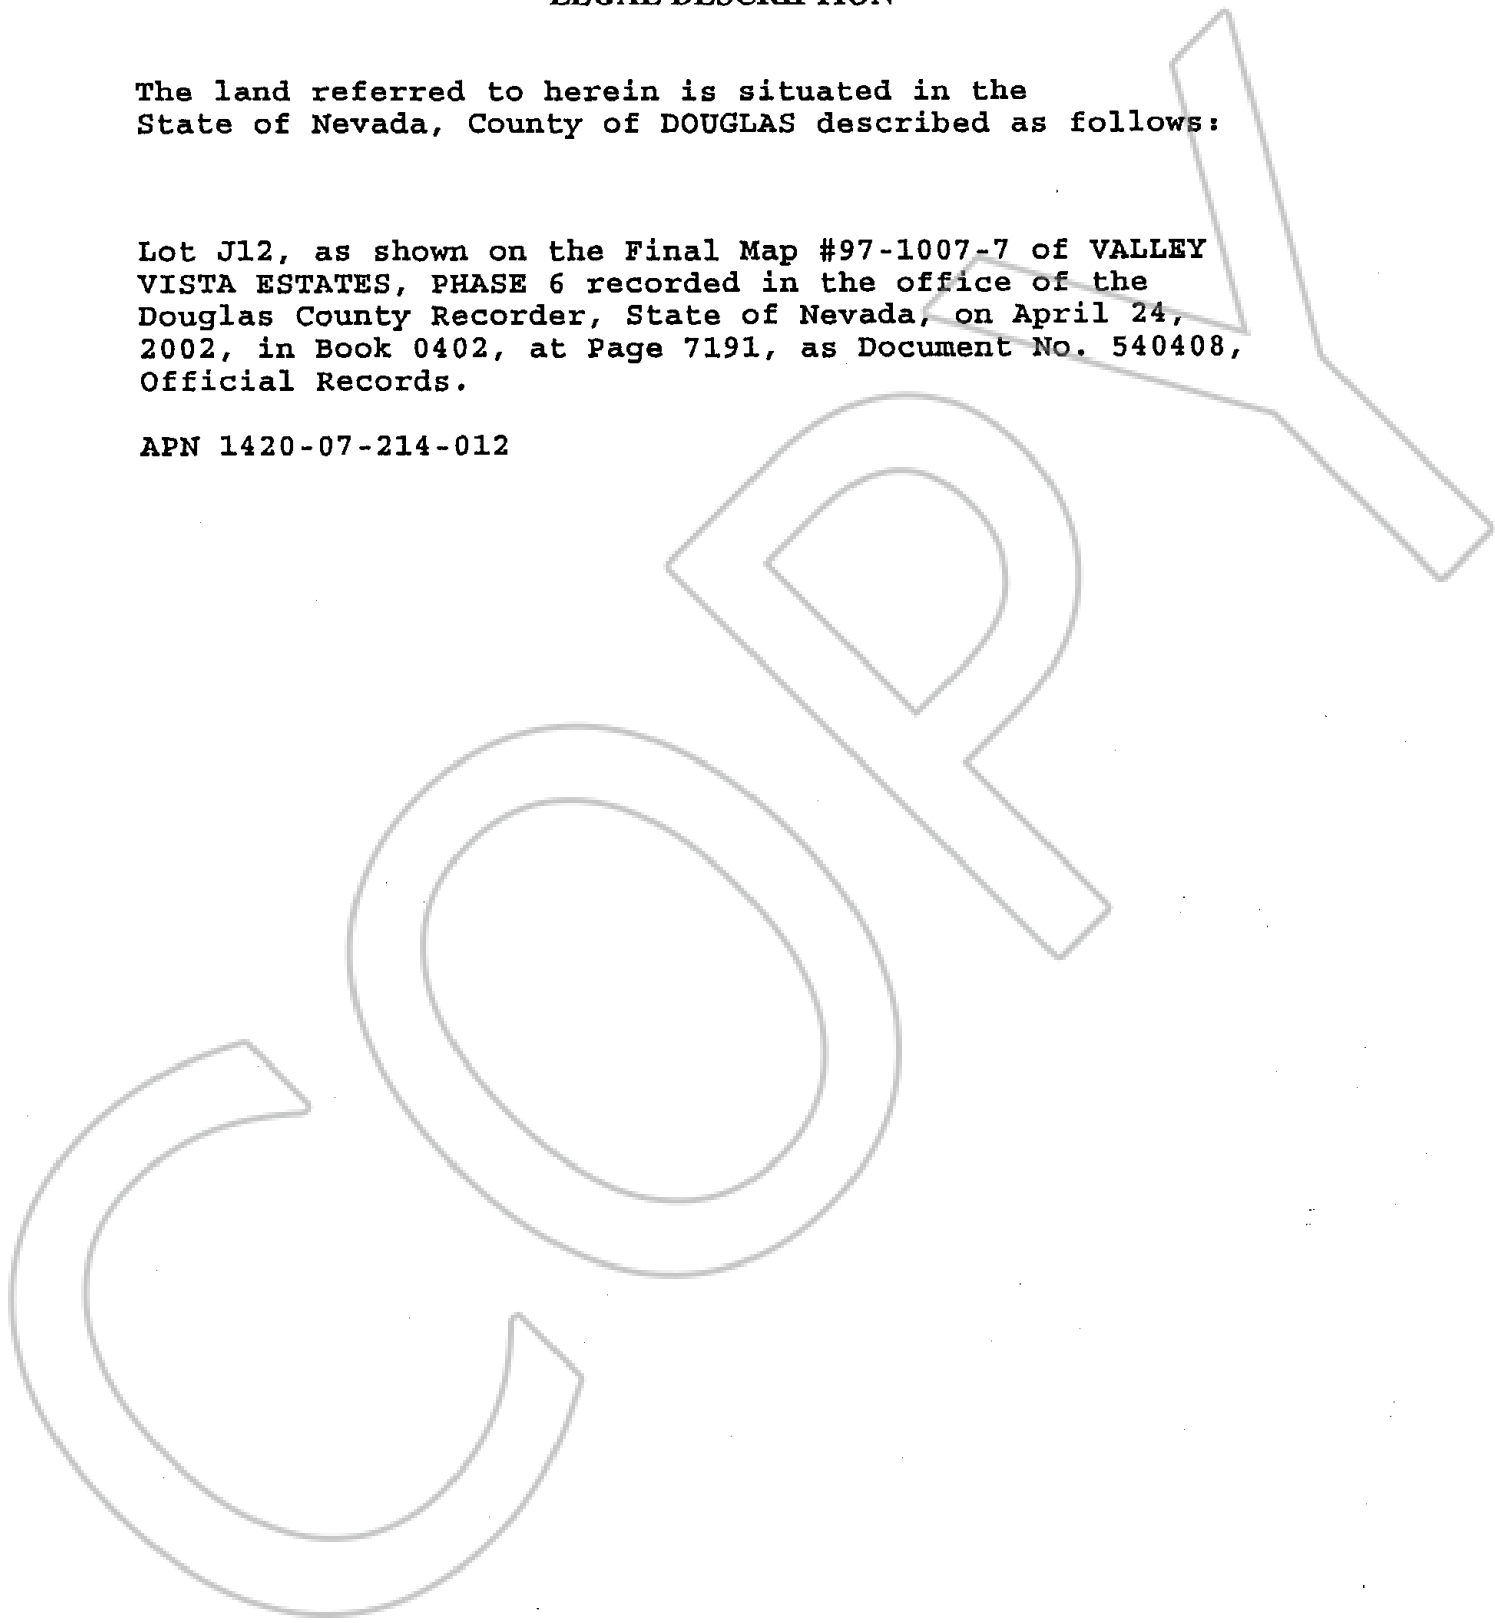 LEGAL DESCRIPTION
The land referred to herein is situated in the
State of Nevada, County of DOUGLAS described as follows:
Lot J12, as shown on the Final Map #97-1007-7 of VALLEY
VISTA ESTATES, PHASE 6 recorded in the office of the
Douglas County Recorder, State of Nevada, on April 24,
2002, in Book 0402, at Page 7191, as Document No. 540408,
Official Records.
APN 1420-07-214-012
COPY